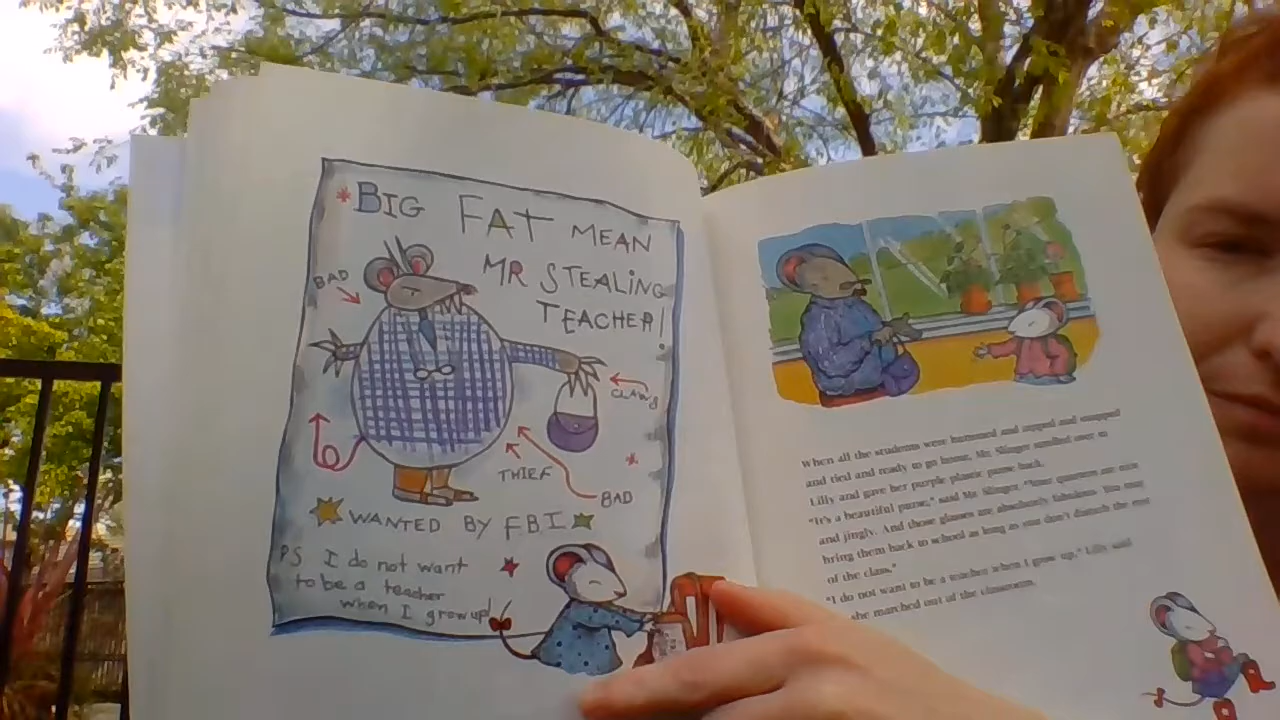 BIG FAT MEAN
MR STEALING
TEACHER!
BAD
CLAWS
THIEF
BAD
WANTED BY F.B.I.
PS I do not want
to be a teacher
when I grow up!
When all the students were buttoned and zipped and snapped
and tied and ready to go home, Mr. Slinger strolled over to
Lilly and gave her purple plastic purse back.
"It's a beautiful purse," said Mr. Slinger. "Your quarters are nice
and jingly. And those glasses are absolutely fabulous. You may
bring them back to school as long as you don't disturb the rest
of the class."
"I do not want to be a teacher when I grow up," Lilly said
she marched out of the classroom.